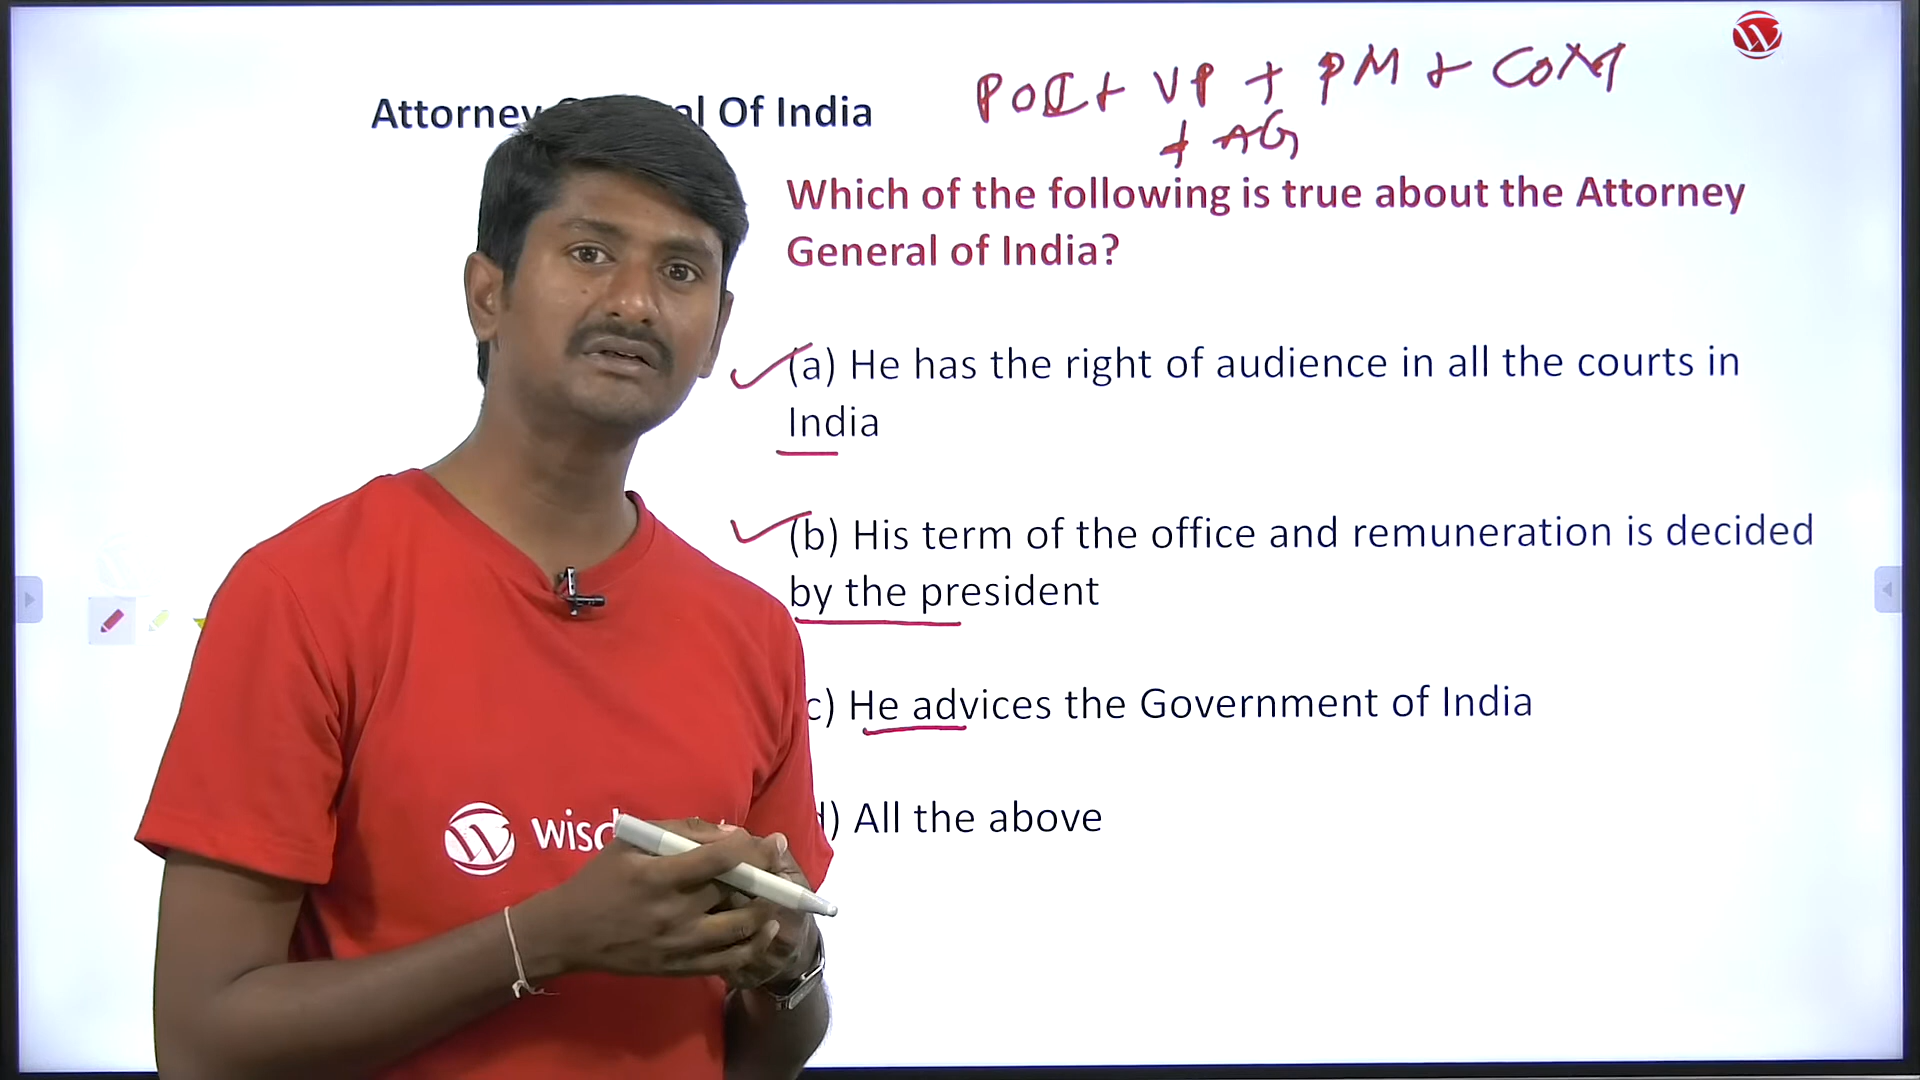 POI + VP + PM + COM
+ AG
Attorney Of India
Which of the following is true about the Attorney
General of India?
(a) He has the right of audience in all the courts in
India
(b) His term of the office and remuneration is decided
by the president
c) He advices the Government of India
d) All the above
W